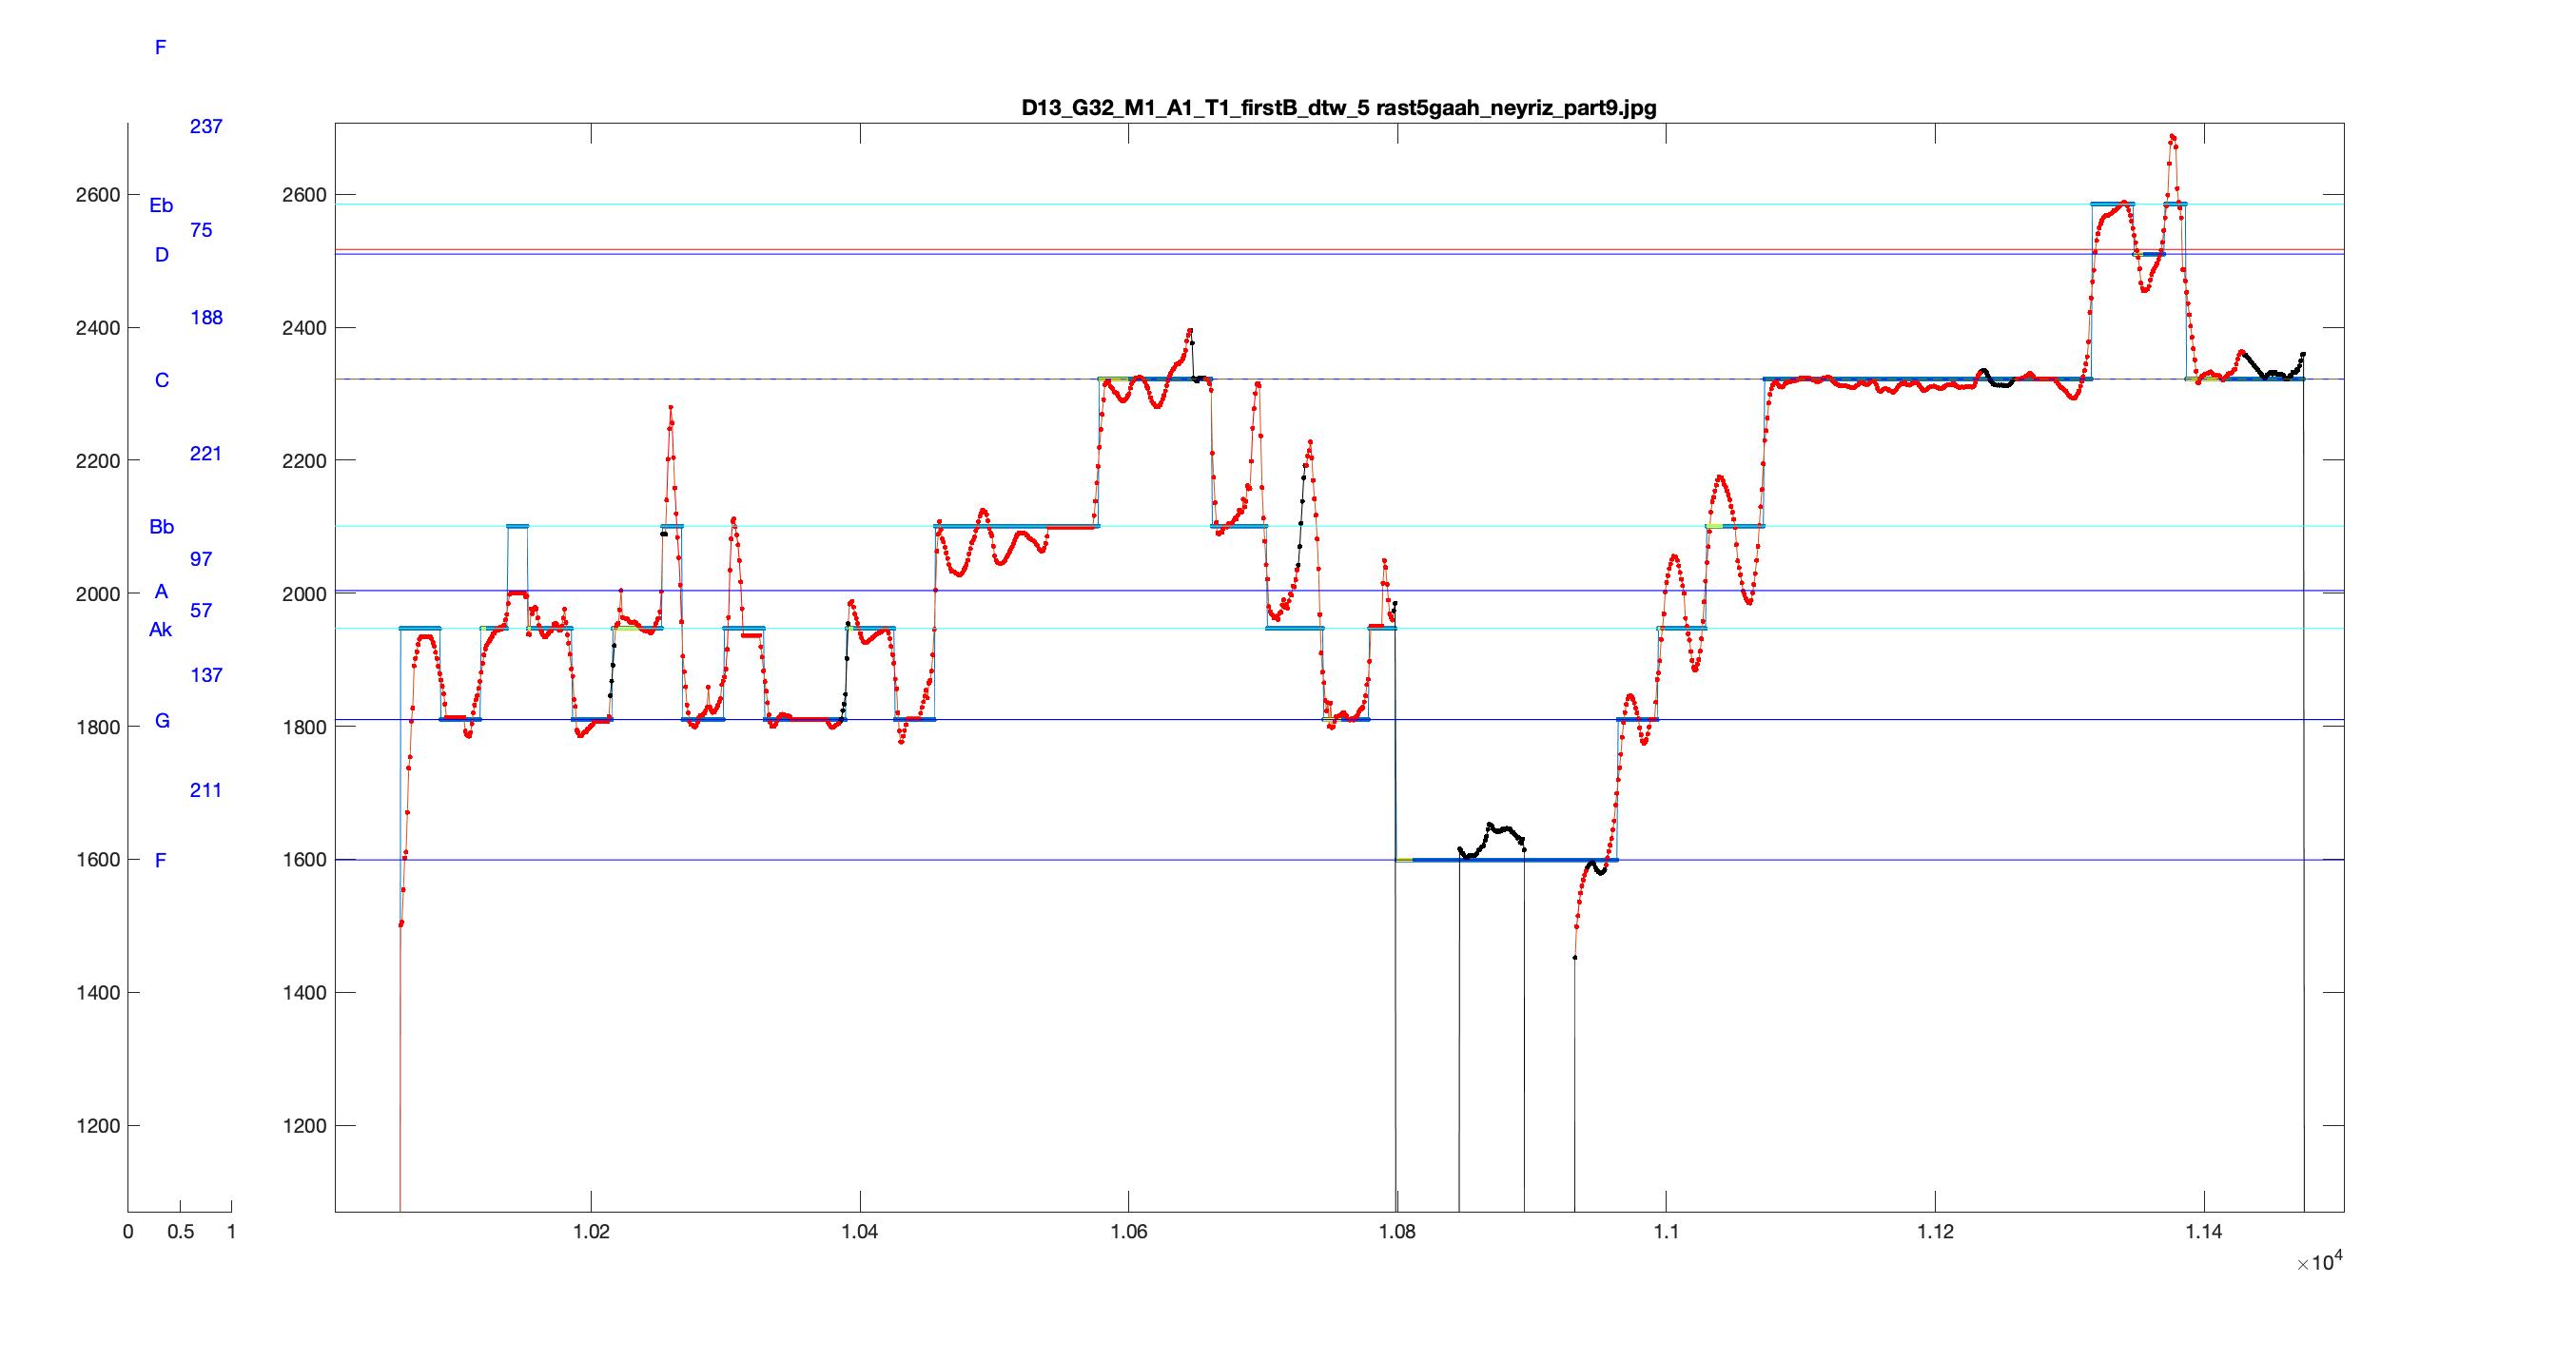 F
D13_G32_M1_A1_T1_firstB_dtw_5 rast5gaah_neyriz_part9.jpg
237
2600 2600
Eb
75
D
188
2400 2400
C
221
2200 2200
Bb
97
2000 A 2000
57
Ak
137
1800 G 1800
211
1600 F 1600
1400 1400
1200 1200
0 0.5 1 1.02 1.04 1.06 1.08 1.1 1.12 1.14
×10^4